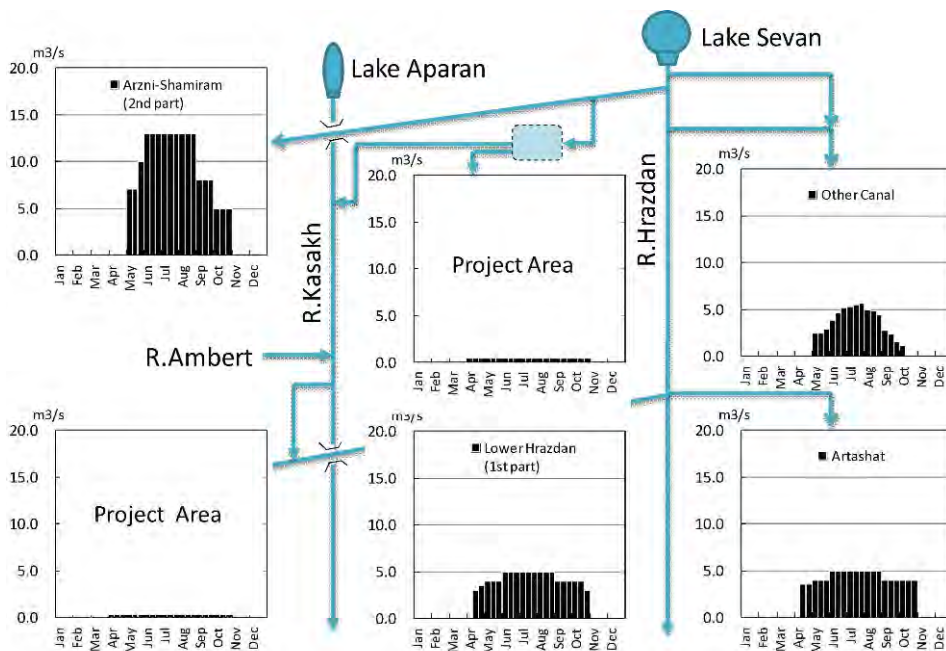 Lake Sevan
Lake Aparan
m3/s
20.0
15.0
10.0
5.0
0.0
Arzni-Shamiram
(2nd part)
Jan
Feb
Mar
Apr
May
Jun
Jul
Aug
Sep
Oct
Nov
Dec
R.Kasakh
R.Hrazdan
m3/s
20.0
15.0
10.0
5.0
0.0
Project Area
Jan
Feb
Mar
Apr
May
Jun
Jul
Aug
Sep
Oct
Nov
Dec
m3/s
20.0
15.0
10.0
5.0
0.0
Other Canal
Jan
Feb
Mar
Apr
May
Jun
Jul
Aug
Sep
Oct
Nov
Dec
R.Ambert
m3/s
20.0
15.0
10.0
5.0
0.0
Project Area
Jan
Feb
Mar
Apr
May
Jun
Jul
Aug
Sep
Oct
Nov
Dec
m3/s
20.0
15.0
10.0
5.0
0.0
Lower Hrazdan
(1st part)
Jan
Feb
Mar
Apr
May
Jun
Jul
Aug
Sep
Oct
Nov
Dec
m3/s
20.0
15.0
10.0
5.0
0.0
Artashat
Jan
Feb
Mar
Apr
May
Jun
Jul
Aug
Sep
Oct
Nov
Dec